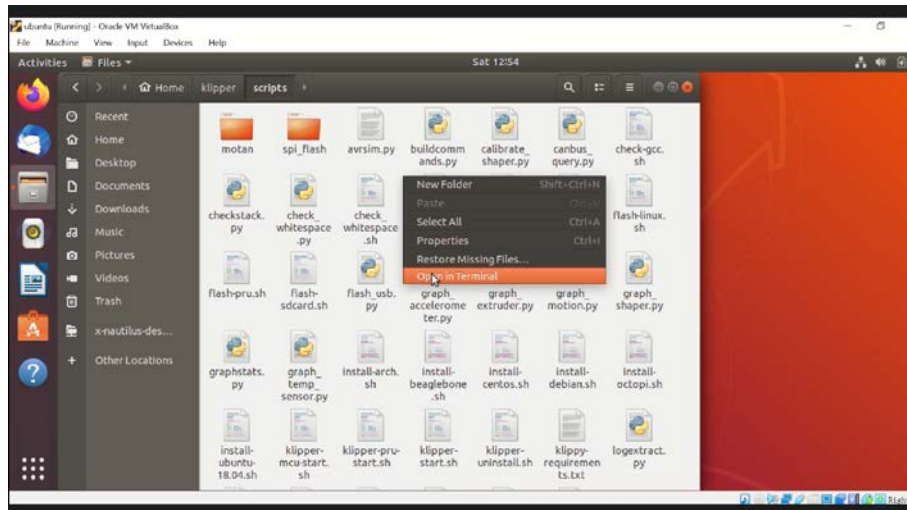 ubuntu [Running] - Oracle VM VirtualBox
File Machine View Input Devices Help
Activities Files Sat 12:54
Home klipper scripts
Recent
Home
Desktop
Documents
Downloads
Music
Pictures
Videos
Trash
x-nautilus-des...
Other Locations
motan
spi_flash
avrsim.py
buildcomm
ands.py
calibrate_
shaper.py
canbus_
query.py
check-gcc.
sh
checkstack.
py
check_
whitespace
.py
check_
whitespace
.sh
flash-linux.
sh
New Folder Shift+Ctrl+N
Paste Ctrl+V
Select All Ctrl+A
Properties Ctrl+I
Restore Missing Files...
Open in Terminal
flash-pru.sh
flash-
sdcard.sh
flash_usb.
py
graph_
accelerome
ter.py
graph_
extruder.py
graph_
motion.py
graph_
shaper.py
graphstats.
py
graph_
temp_
sensor.py
install-arch.
sh
install-
beaglebone
.sh
install-
centos.sh
install-
debian.sh
install-
octopi.sh
install-
ubuntu-
18.04.sh
klipper-
mcu-start.
sh
klipper-pru-
start.sh
klipper-
start.sh
klipper-
uninstall.sh
klippy-
requiremen
ts.txt
logextract.
py
Right